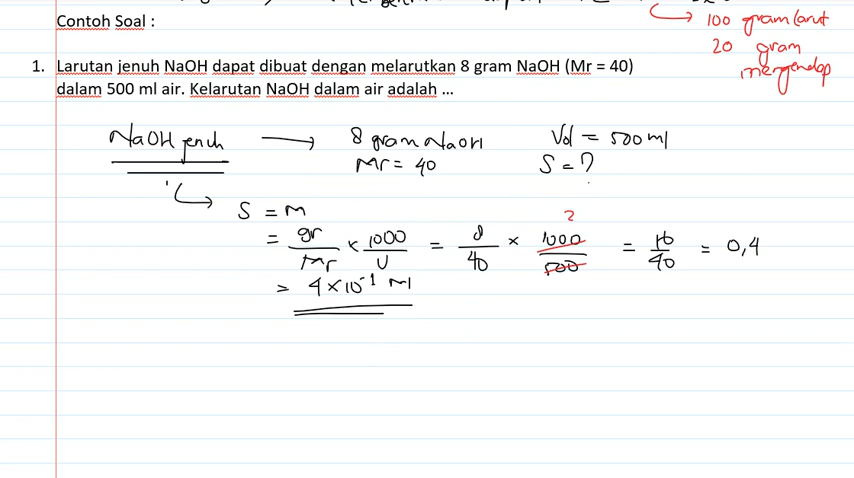 Contoh Soal :
100 gram larut
20 gram
mengendap
1. Larutan jenuh NaOH dapat dibuat dengan melarutkan 8 gram NaOH (Mr = 40)
dalam 500 ml air. Kelarutan NaOH dalam air adalah ...
NaOH jenuh → 8 gram NaOH Vol = 500 ml
Mr = 40 S = ?
S = M
= gr/Mr × 1000/V = 8/40 × 1000/500 2 = 16/40 = 0,4
= 4 × 10⁻¹ M